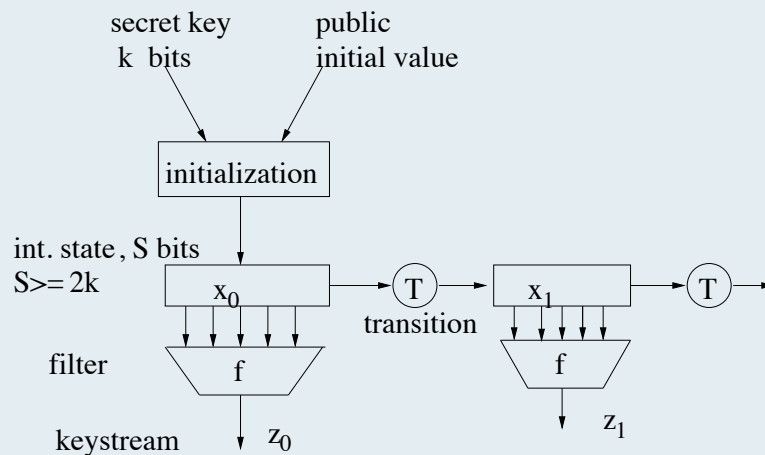 secret key
k bits
public
initial value
initialization
int. state, S bits
S>= 2k
x0
T
x1
T
transition
filter
f
f
keystream
z0
z1